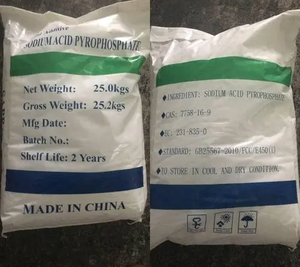 Food Additive
SODIUM ACID PYROPHOSPHATE
Net Weight: 25.0kgs
Gross Weight: 25.2kgs
Mfg Date:
Batch No.:
Shelf Life: 2 Years
MADE IN CHINA
INGREDIENT: SODIUM ACID PYROPHOSPHATE
CAS: 7758-16-9
EC: 231-835-0
STANDARD: GB25567-2010/FCC/E450(i)
TO STORE IN COOL AND DRY CONDITION